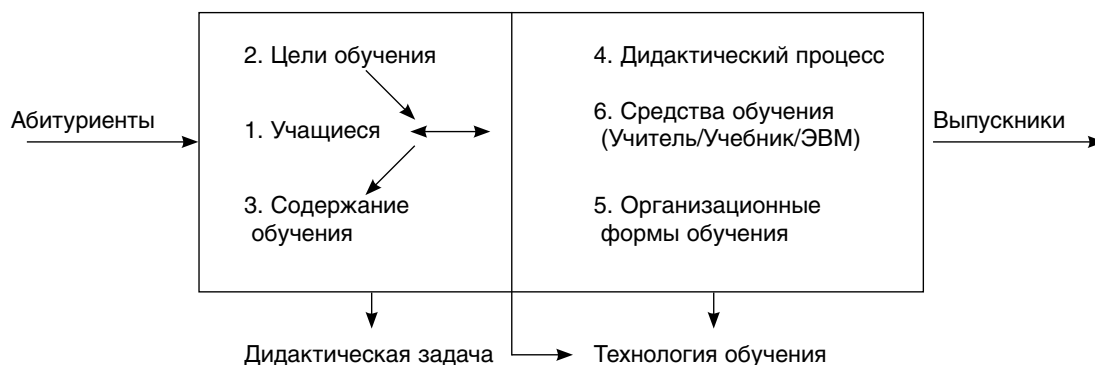 Абитуриенты
2. Цели обучения
1. Учащиеся
3. Содержание
обучения
4. Дидактический процесс
6. Средства обучения
(Учитель/Учебник/ЭВМ)
5. Организационные
формы обучения
Выпускники
Дидактическая задача
Технология обучения